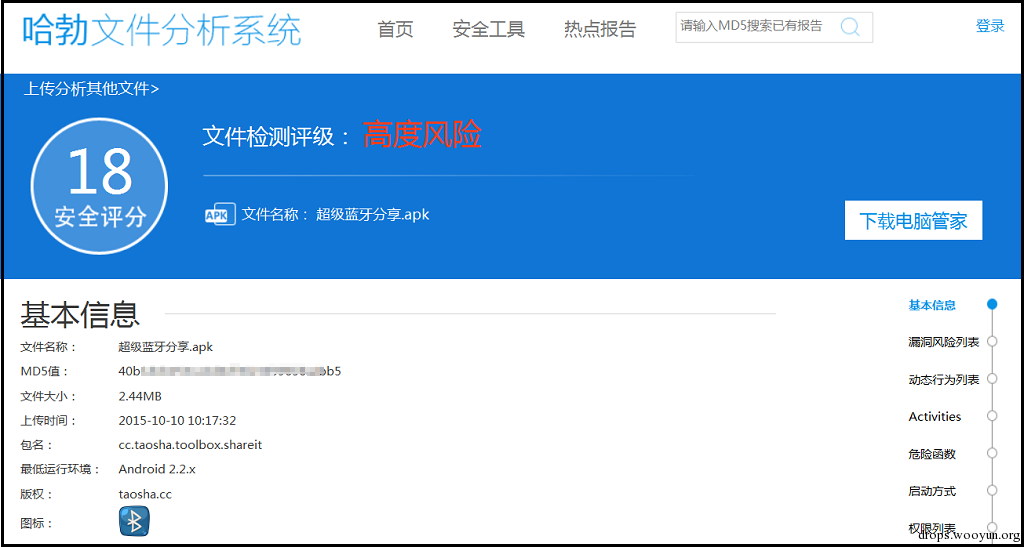 哈勃文件分析系统
首页 安全工具 热点报告
请输入MD5搜索已有报告
登录
上传分析其他文件>
18
安全评分
文件检测评级： 高度风险
APK 文件名称： 超级蓝牙分享.apk
下载电脑管家
基本信息
文件名称： 超级蓝牙分享.apk
MD5值： 40b bb5
文件大小： 2.44MB
上传时间： 2015-10-10 10:17:32
包名： cc.taosha.toolbox.shareit
最低运行环境： Android 2.2.x
版权： taosha.cc
图标：
基本信息
漏洞风险列表
动态行为列表
Activities
危险函数
启动方式
权限列表
drops.wooyun.org